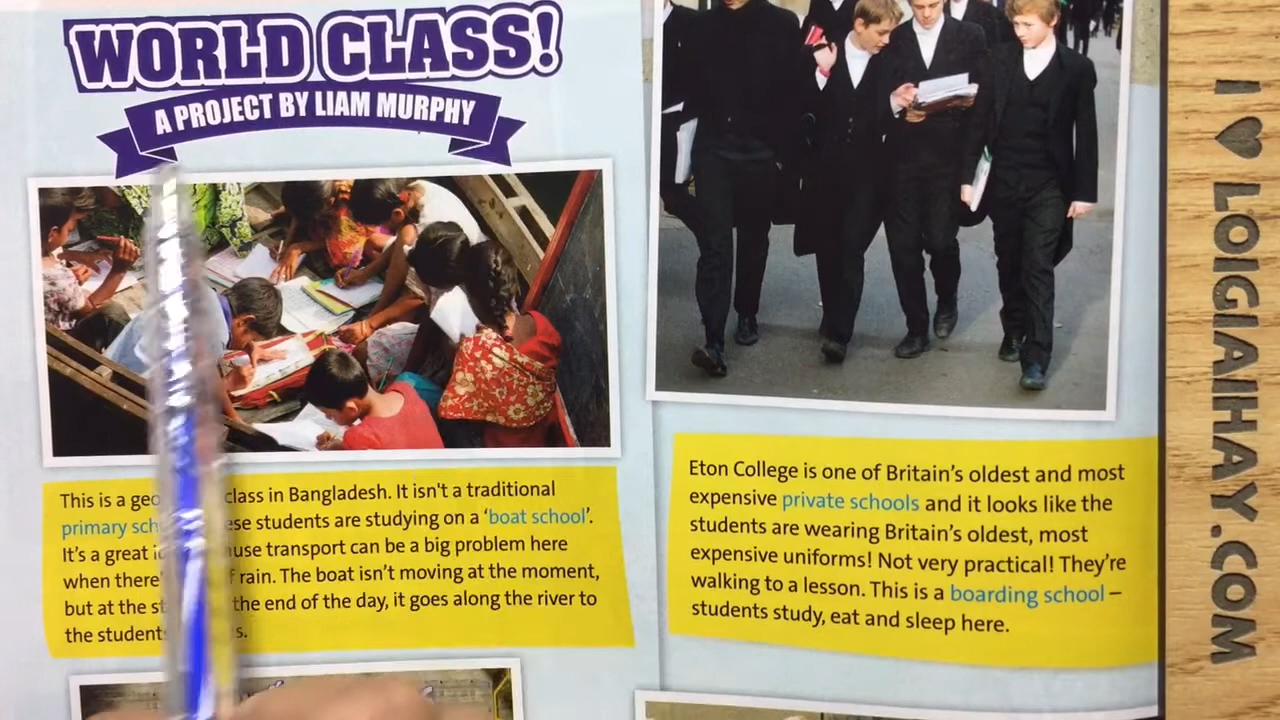 WORLD CLASS!
A PROJECT BY LIAM MURPHY
This is a geo class in Bangladesh. It isn't a traditional
primary sch ese students are studying on a 'boat school'.
It's a great i use transport can be a big problem here
when there' f rain. The boat isn't moving at the moment,
but at the st the end of the day, it goes along the river to
the student s.
Eton College is one of Britain's oldest and most
expensive private schools and it looks like the
students are wearing Britain's oldest, most
expensive uniforms! Not very practical! They're
walking to a lesson. This is a boarding school –
students study, eat and sleep here.
I ♥ LOIGIAIHAY.COM